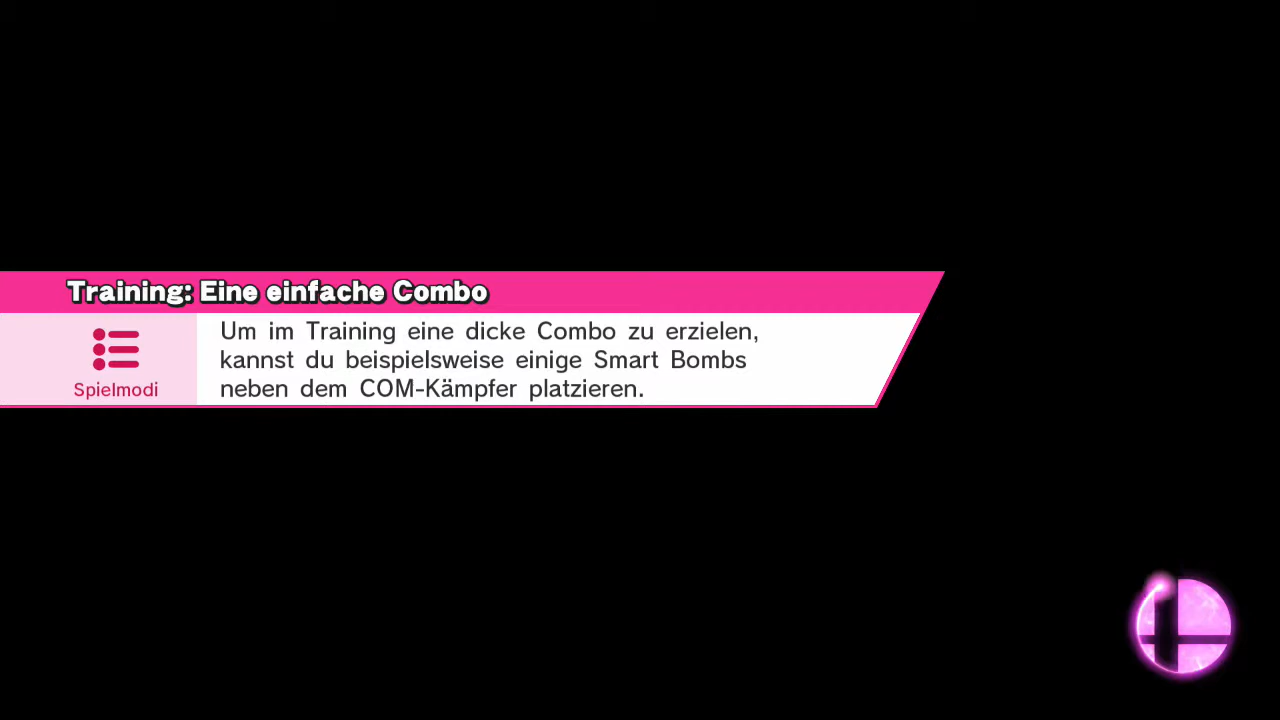 Training: Eine einfache Combo
Um im Training eine dicke Combo zu erzielen,
kannst du beispielsweise einige Smart Bombs
neben dem COM-Kämpfer platzieren.
Spielmodi